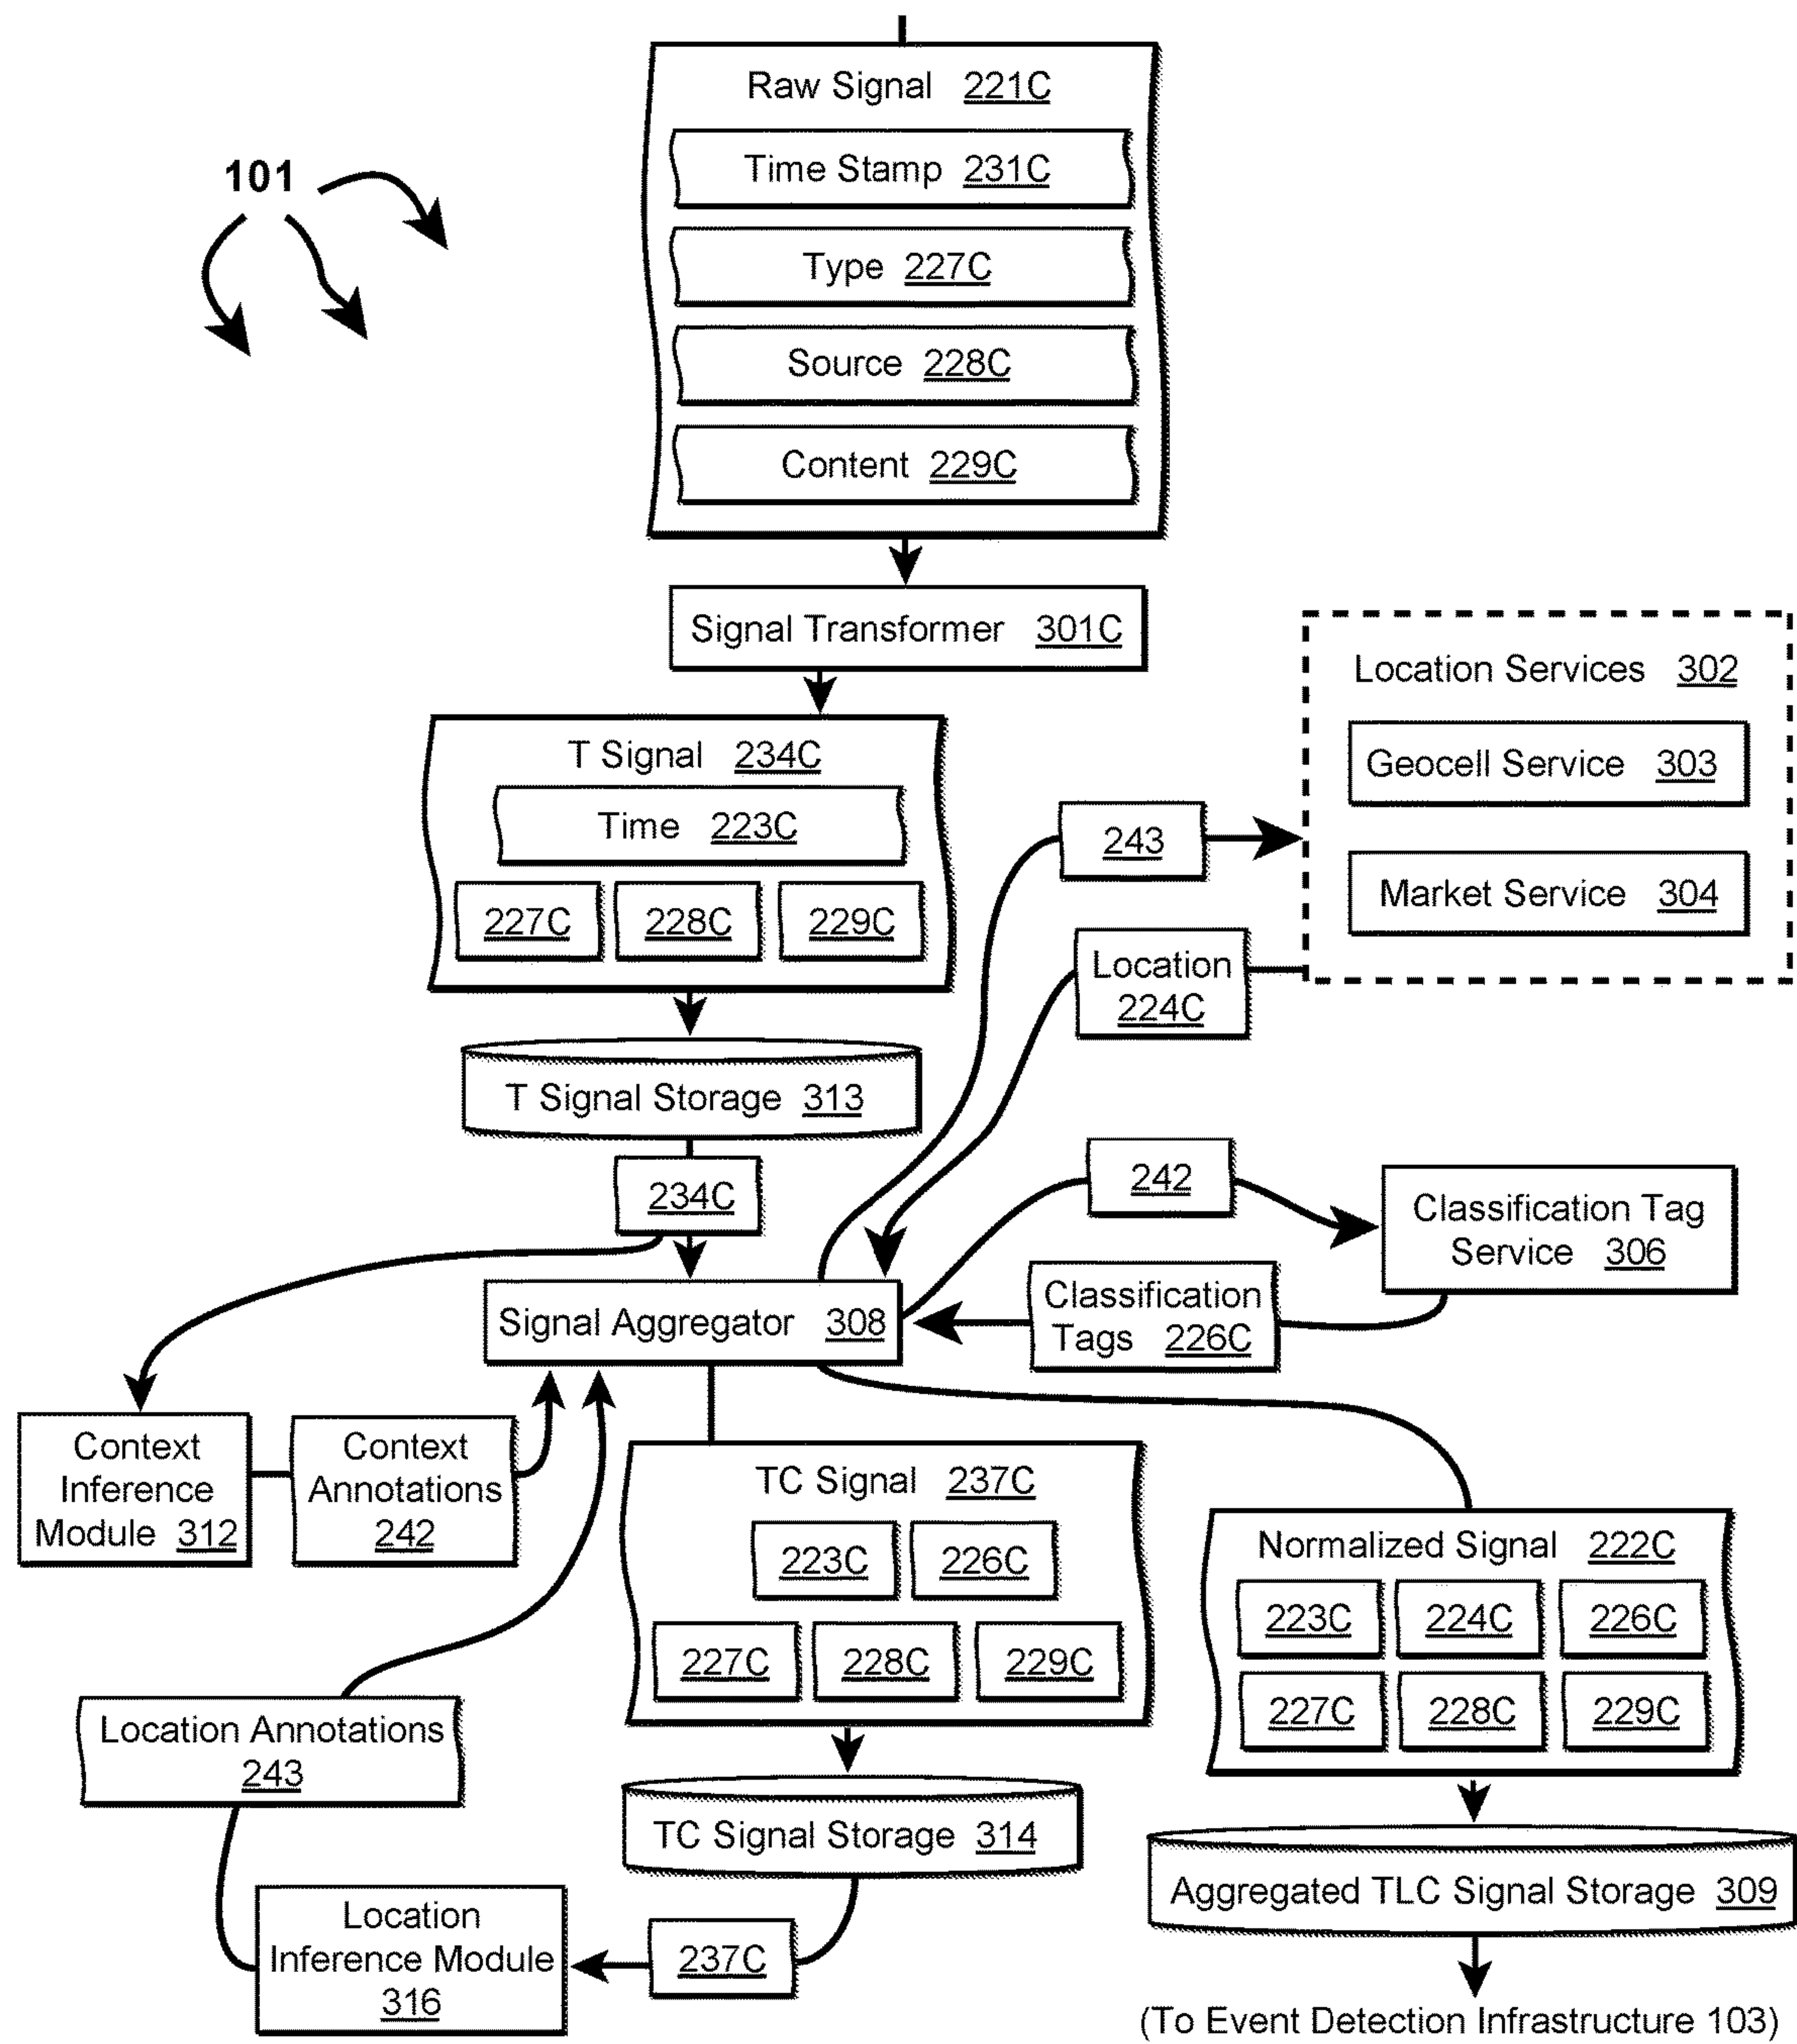 Raw Signal 221C
101
Time Stamp 231C
Type 227C
Source 228C
Content 229C
Signal Transformer 301C
Location Services 302
Geocell Service 303
Market Service 304
T Signal 234C
Time 223C
227C 228C 229C
243
Location
224C
T Signal Storage 313
234C
242
Classification Tag
Service 306
Classification
Tags 226C
Signal Aggregator 308
Context
Inference
Module 312
Context
Annotations
242
TC Signal 237C
223C 226C
227C 228C 229C
Normalized Signal 222C
223C 224C 226C
227C 228C 229C
Location Annotations
243
TC Signal Storage 314
Aggregated TLC Signal Storage 309
Location
Inference Module
316
237C
(To Event Detection Infrastructure 103)